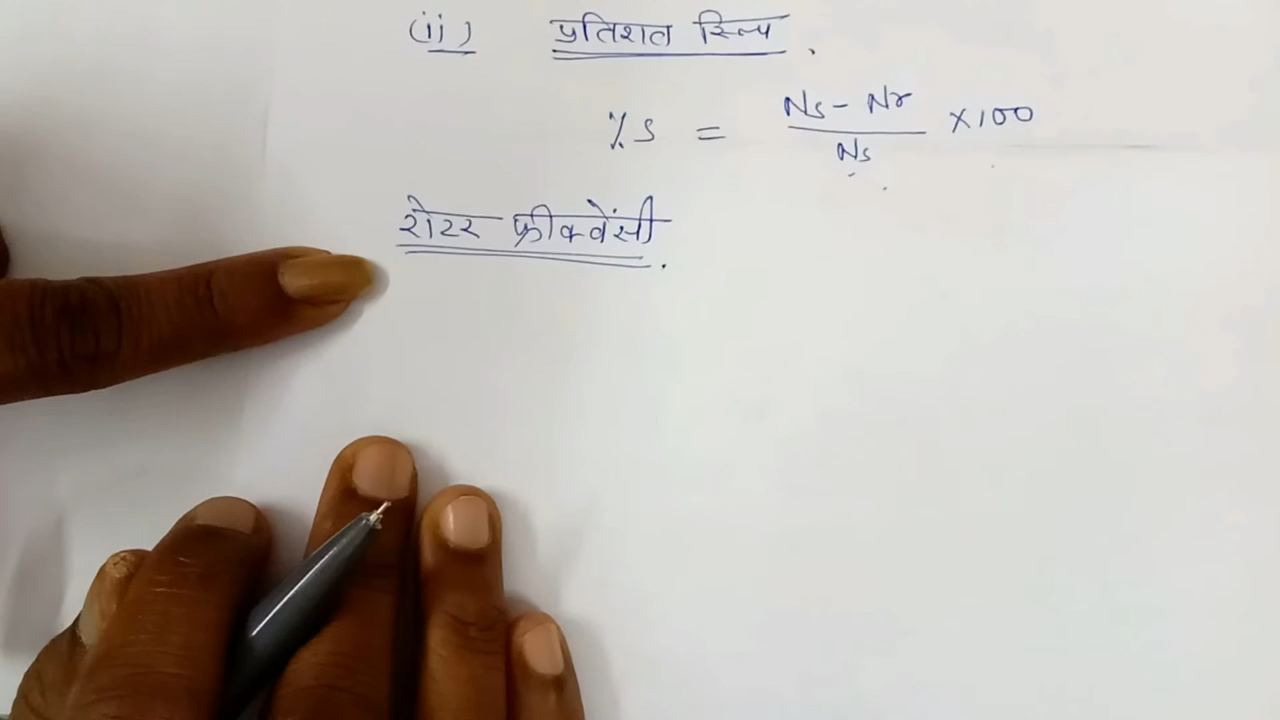 (ii) प्रतिशत स्लिप .
%s = Ns - Nr / Ns × 100
रोटर फ्रीक्वेंसी .